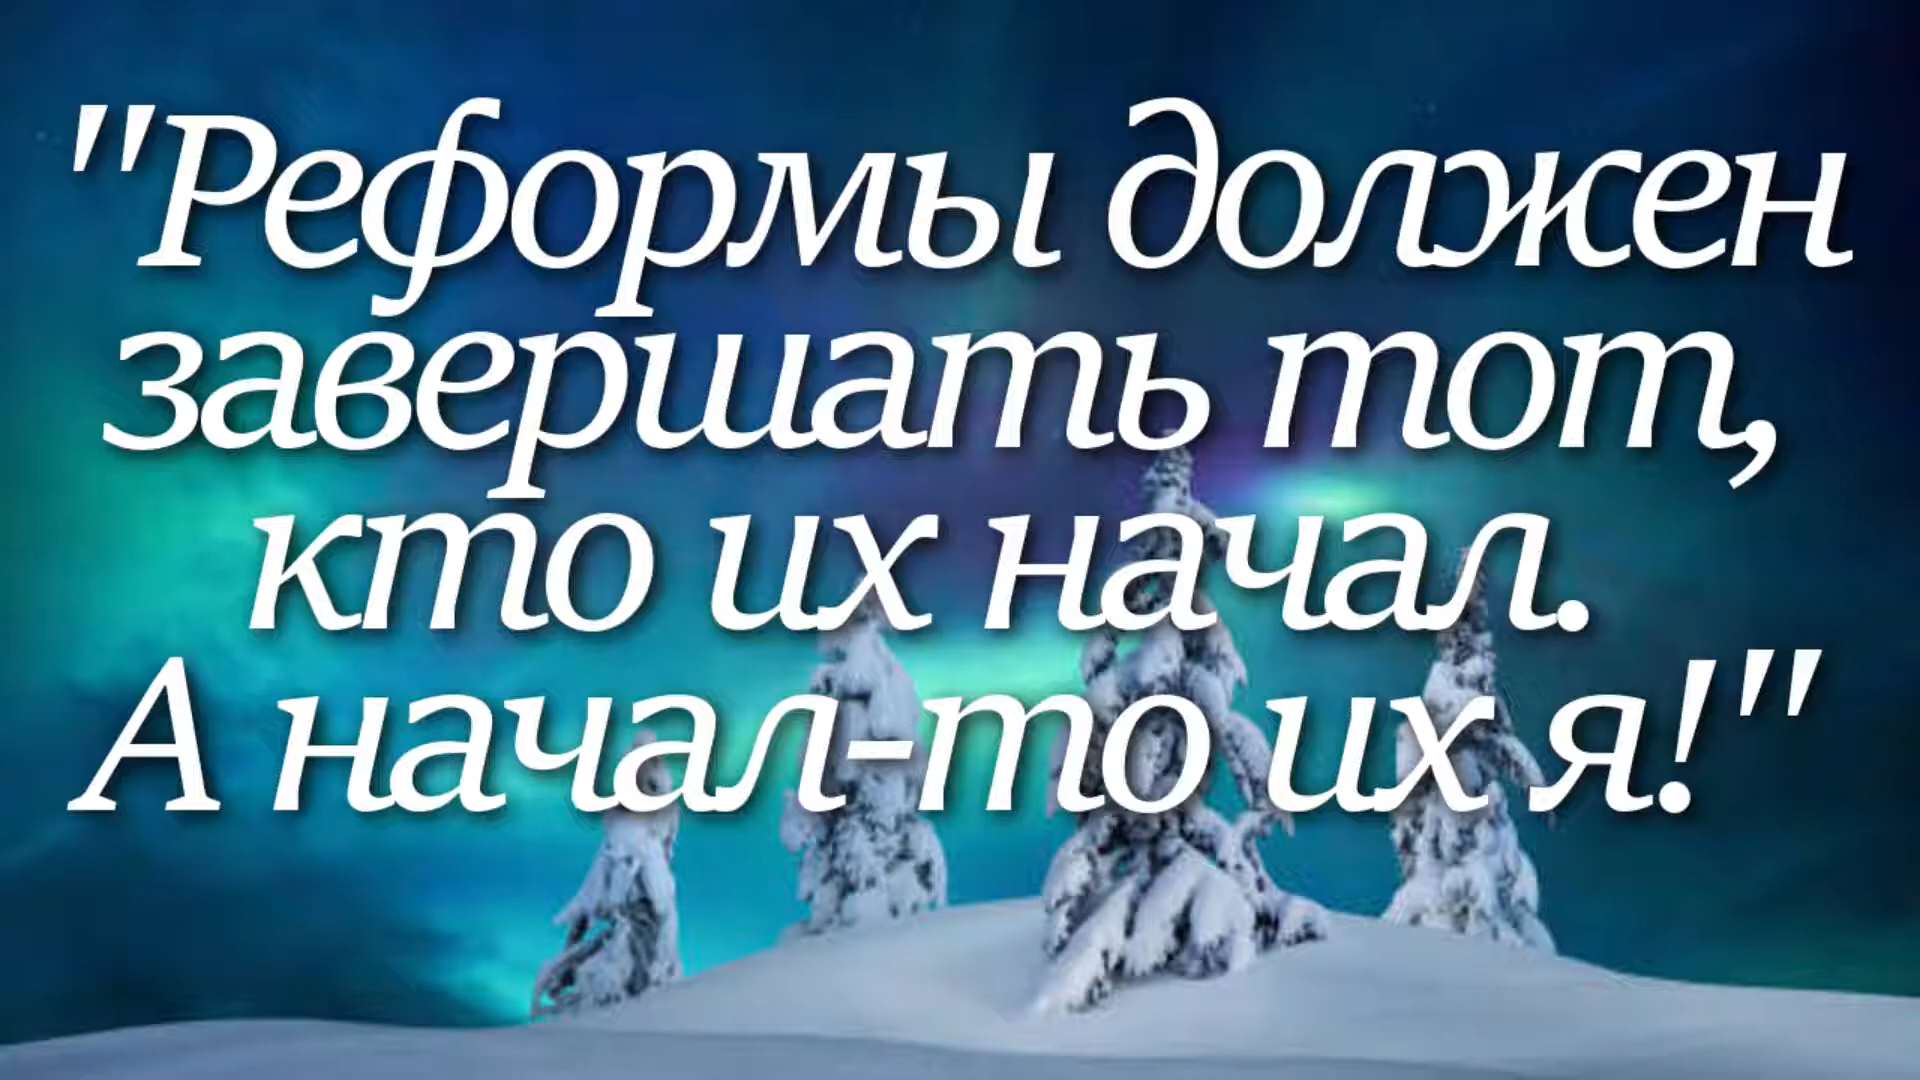 "Реформы должен
завершать тот,
кто их начал.
А начал-то их я!"